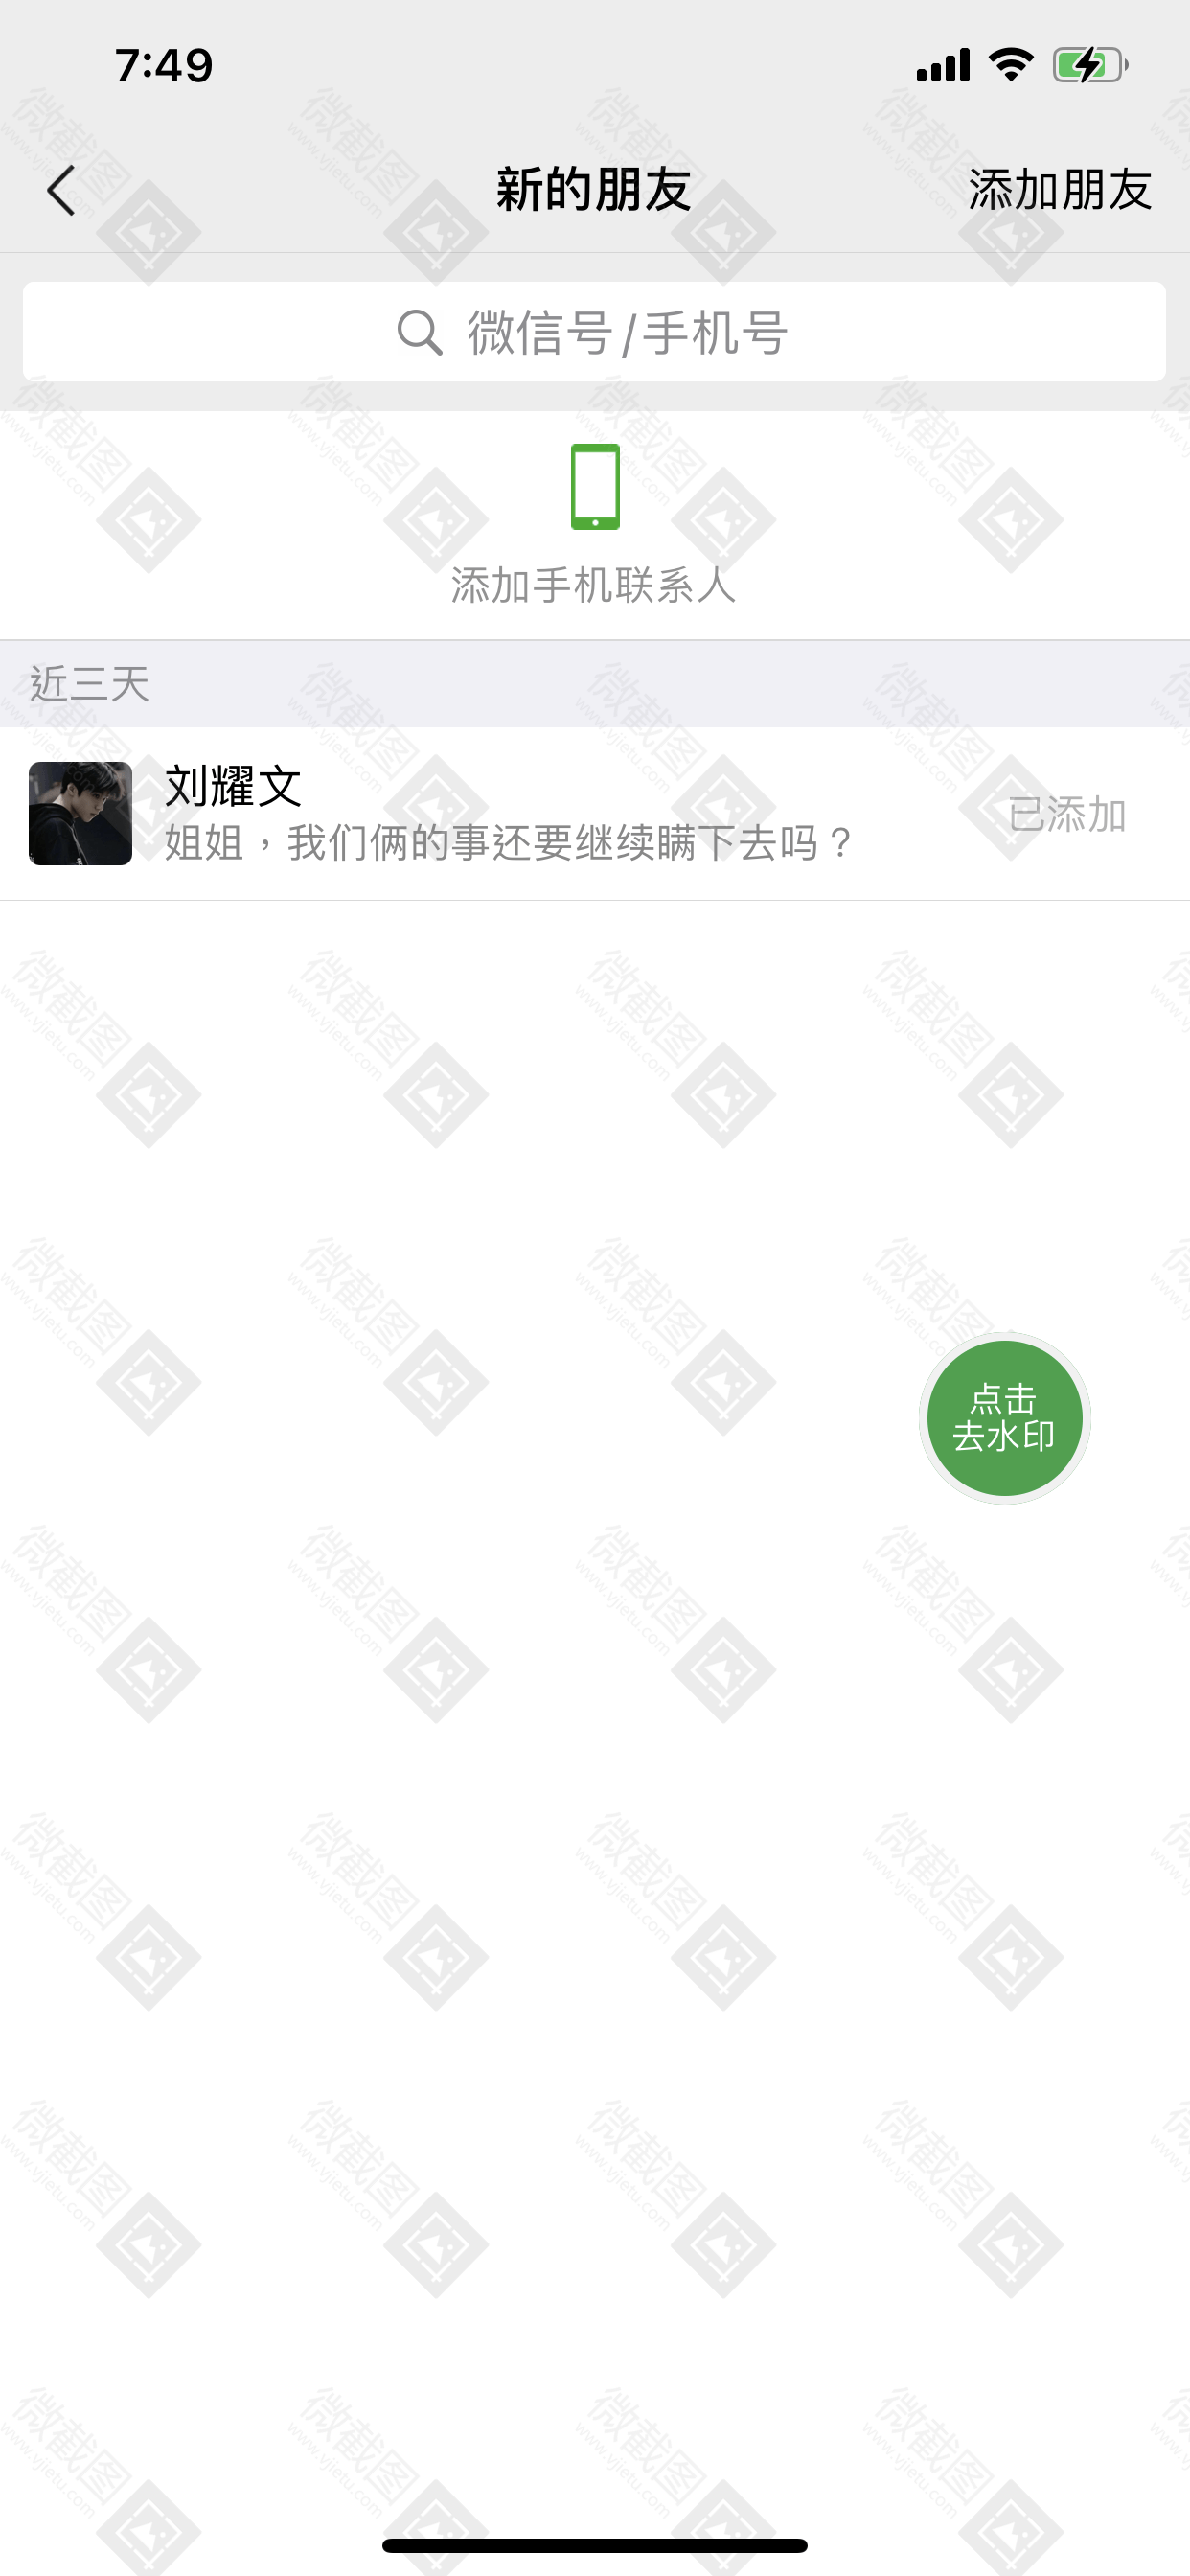 7:49
新的朋友
添加朋友
微信号/手机号
添加手机联系人
近三天
刘耀文
姐姐，我们俩的事还要继续瞒下去吗？
已添加
点击
去水印
微截图
www.vjietu.com